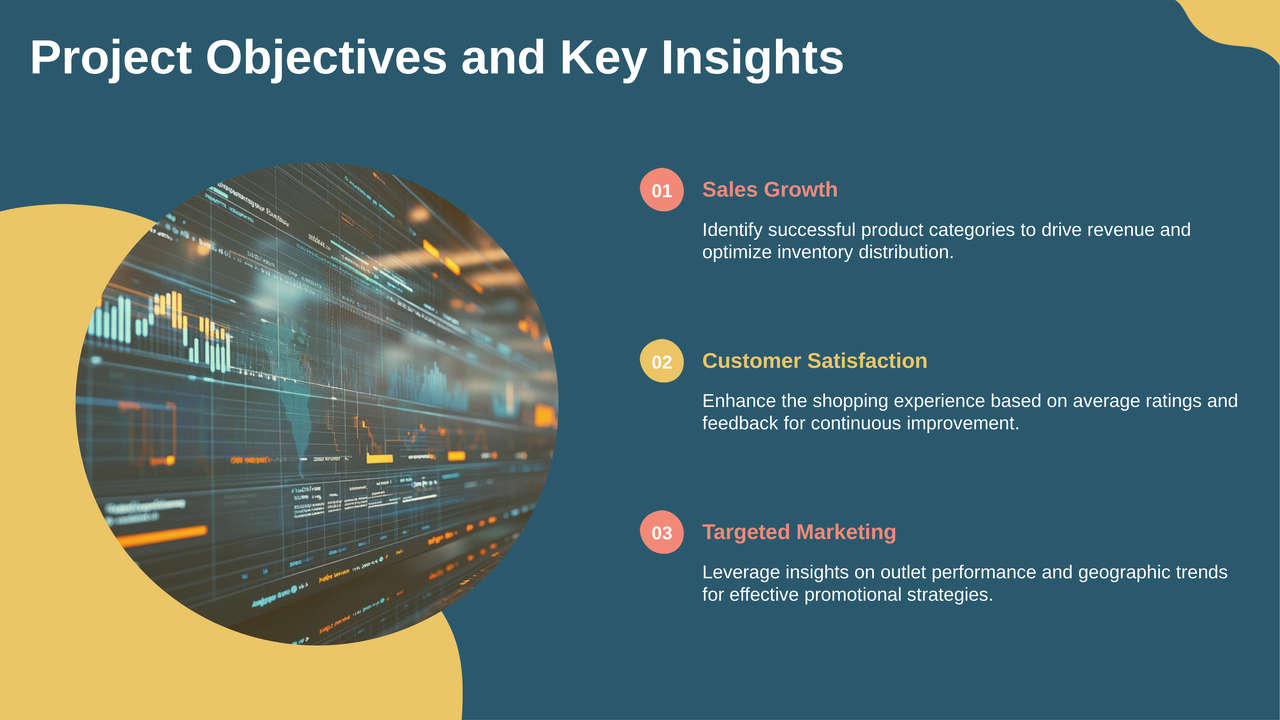 Project Objectives and Key Insights
01
Sales Growth
Identify successful product categories to drive revenue and
optimize inventory distribution.
02
Customer Satisfaction
Enhance the shopping experience based on average ratings and
feedback for continuous improvement.
03
Targeted Marketing
Leverage insights on outlet performance and geographic trends
for effective promotional strategies.